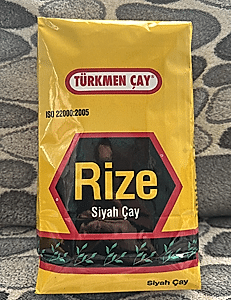 TÜRKMEN ÇAY®
ISO 22000:2005
Rize
Siyah Çay
Siyah Çay